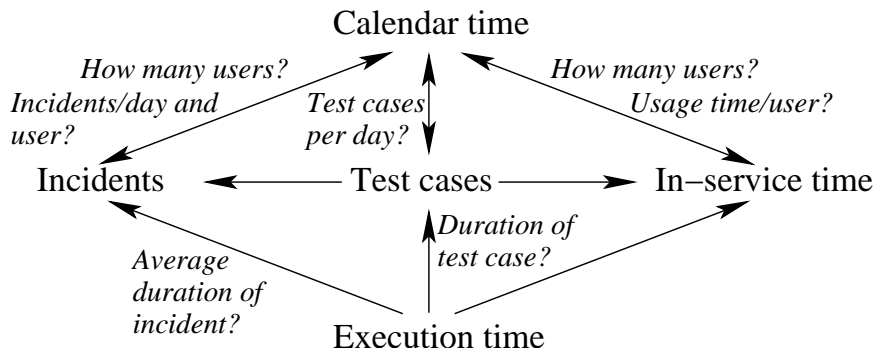 Calendar time
How many users?
Incidents/day and
user?
Test cases
per day?
How many users?
Usage time/user?
Incidents
Test cases
In−service time
Average
duration of
incident?
Duration of
test case?
Execution time